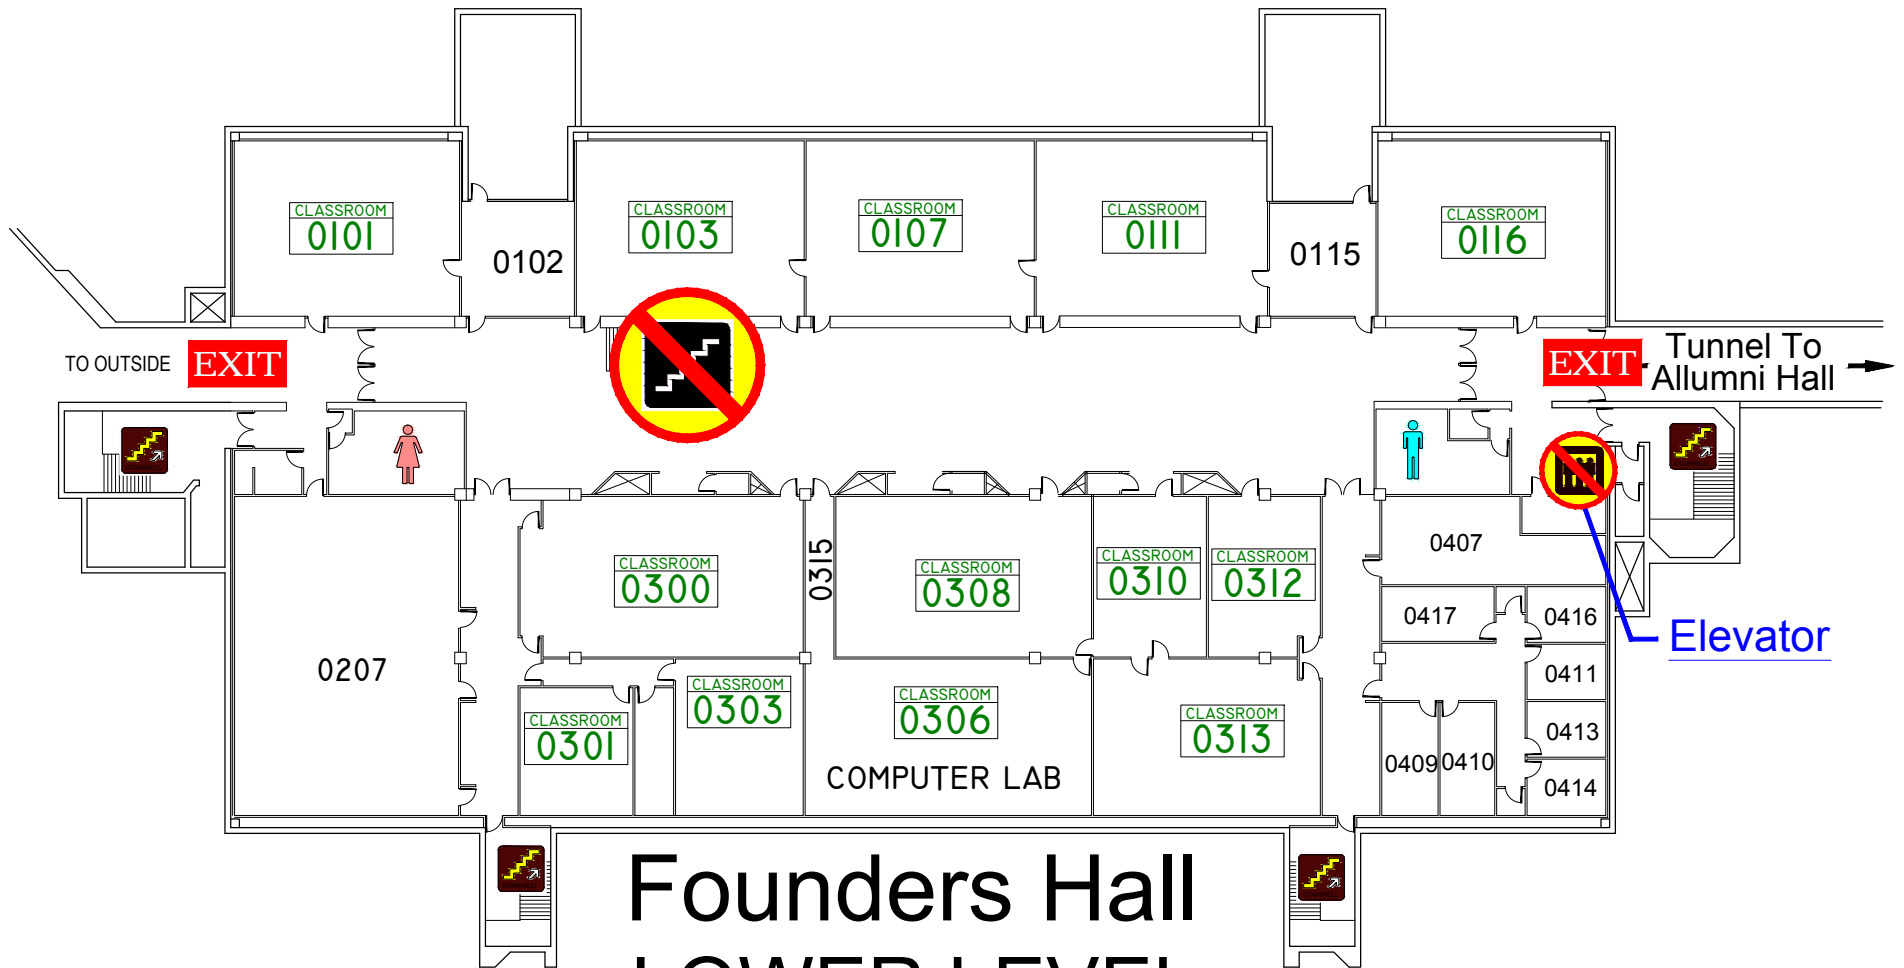 CLASSROOM
0101
0102
CLASSROOM
0103
CLASSROOM
0107
CLASSROOM
0111
0115
CLASSROOM
0116
TO OUTSIDE
EXIT
EXIT
Tunnel To
Allumni Hall
0207
CLASSROOM
0300
0315
CLASSROOM
0308
CLASSROOM
0310
CLASSROOM
0312
0407
0417
0416
Elevator
CLASSROOM
0301
CLASSROOM
0303
CLASSROOM
0306
COMPUTER LAB
CLASSROOM
0313
0411
0413
0409
0410
0414
Founders Hall
LOWER LEVEL